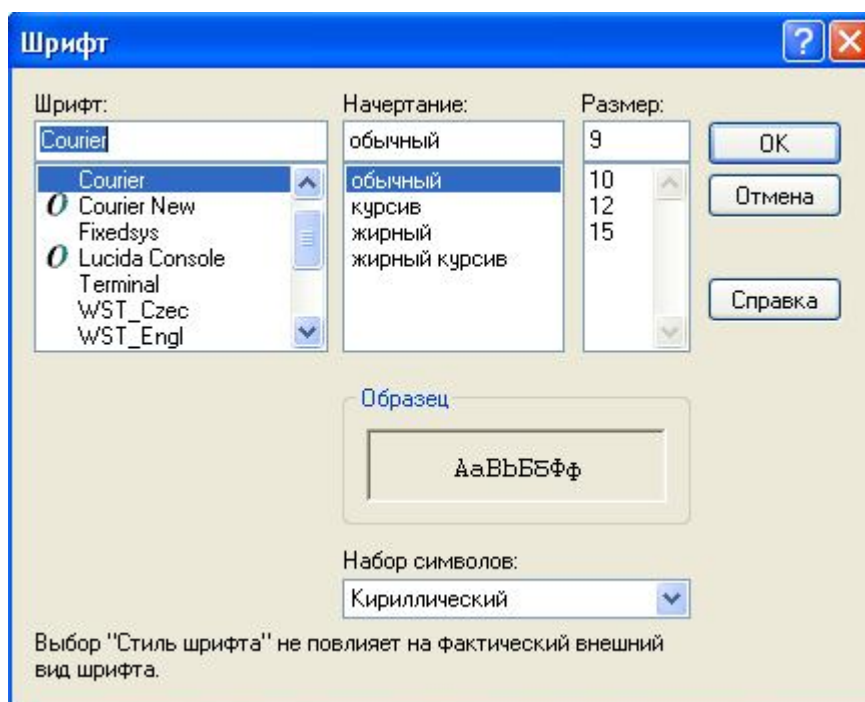 Шрифт
Шрифт:
Courier
Courier
Courier New
Fixedsys
Lucida Console
Terminal
WST_Czec
WST_Engl
Начертание:
обычный
обычный
курсив
жирный
жирный курсив
Размер:
9
10
12
15
OK
Отмена
Справка
Образец
АаВbБбФф
Набор символов:
Кириллический
Выбор "Стиль шрифта" не повлияет на фактический внешний
вид шрифта.